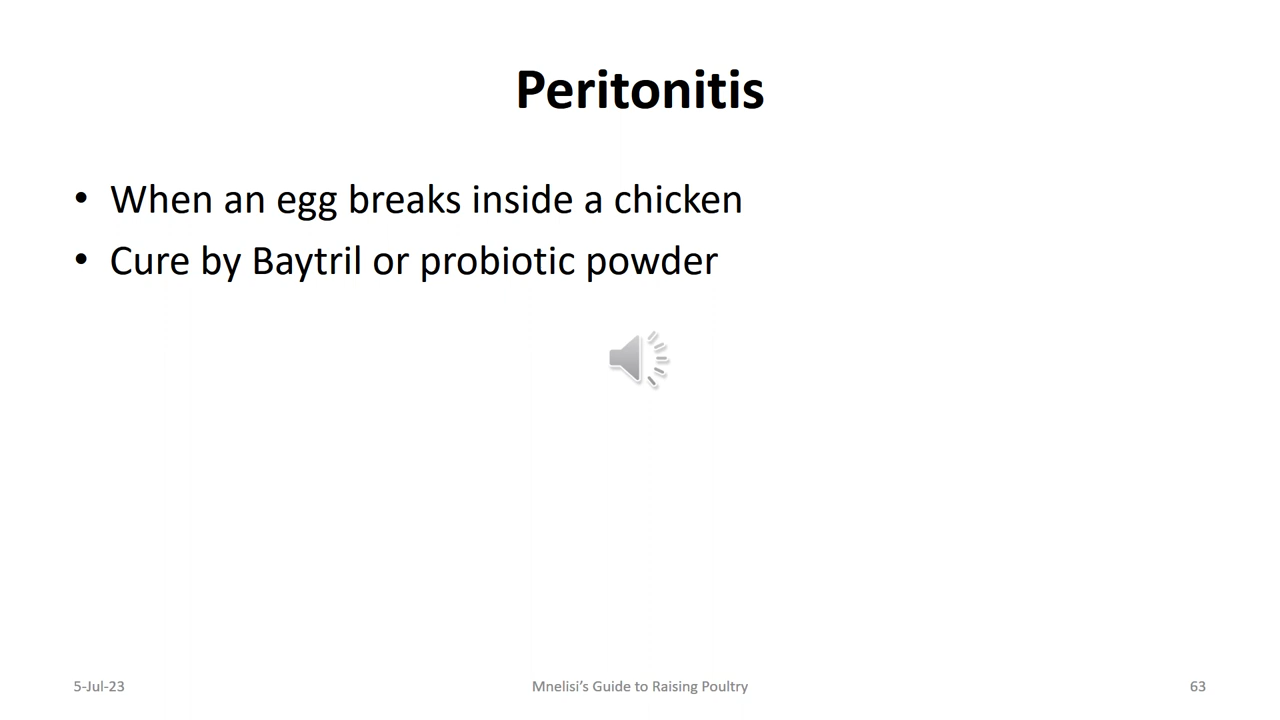 Peritonitis
• When an egg breaks inside a chicken
• Cure by Baytril or probiotic powder
5-Jul-23
Mnelisi’s Guide to Raising Poultry
63